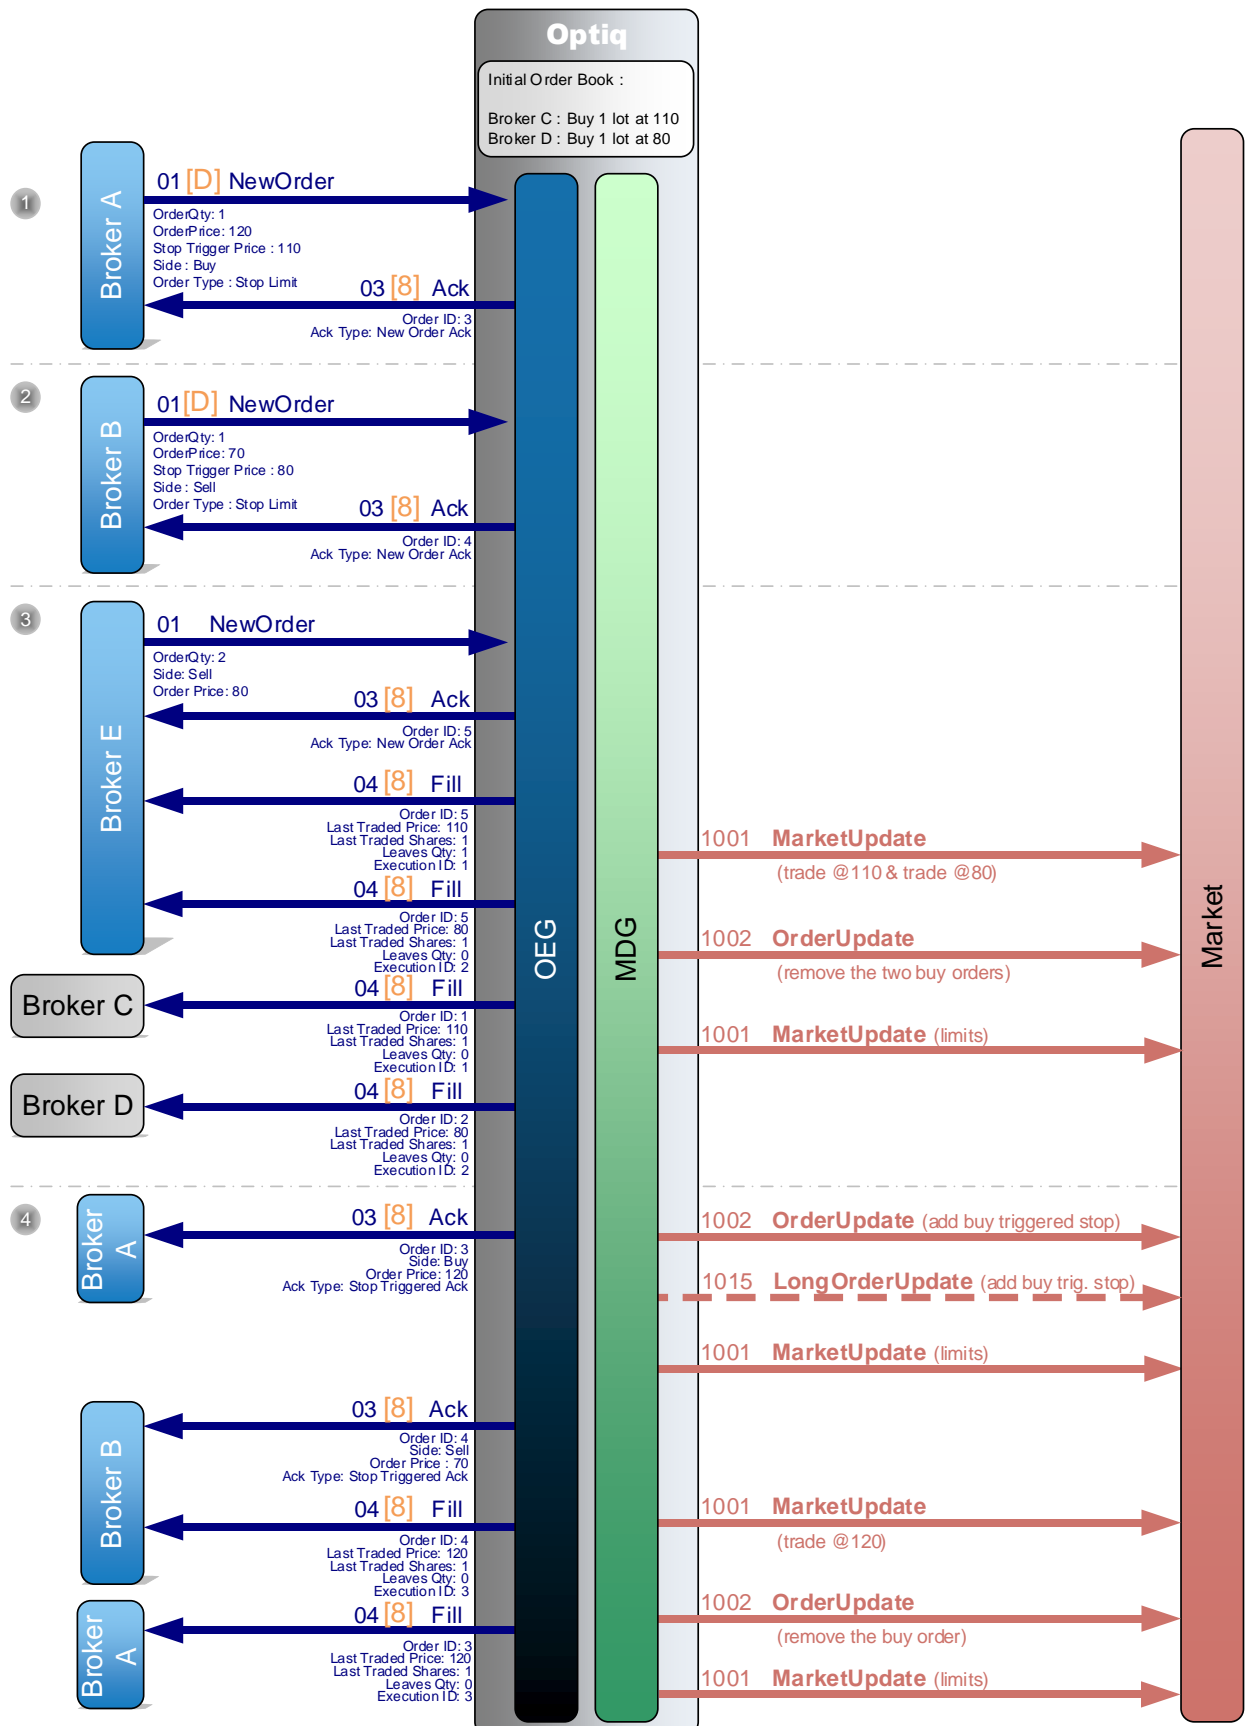 Optiq
Initial Order Book :
Broker C : Buy 1 lot at 110
Broker D : Buy 1 lot at 80
1
Broker A
01 [D] NewOrder
OrderQty: 1
OrderPrice: 120
Stop Trigger Price : 110
Side : Buy
Order Type : Stop Limit
03 [8] Ack
Order ID: 3
Ack Type: New Order Ack
2
Broker B
01 [D] NewOrder
OrderQty: 1
OrderPrice: 70
Stop Trigger Price : 80
Side : Sell
Order Type : Stop Limit
03 [8] Ack
Order ID: 4
Ack Type: New Order Ack
3
Broker E
01 NewOrder
OrderQty: 2
Side: Sell
Order Price: 80
03 [8] Ack
Order ID: 5
Ack Type: New Order Ack
04 [8] Fill
Order ID: 5
Last Traded Price: 110
Last Traded Shares: 1
Leaves Qty: 1
Execution ID: 1
04 [8] Fill
Order ID: 5
Last Traded Price: 80
Last Traded Shares: 1
Leaves Qty: 0
Execution ID: 2
Broker C
04 [8] Fill
Order ID: 1
Last Traded Price: 110
Last Traded Shares: 1
Leaves Qty: 0
Execution ID: 1
Broker D
04 [8] Fill
Order ID: 2
Last Traded Price: 80
Last Traded Shares: 1
Leaves Qty: 0
Execution ID: 2
OEG
MDG
Market
1001 MarketUpdate
(trade @110 & trade @80)
1002 OrderUpdate
(remove the two buy orders)
1001 MarketUpdate (limits)
4
Broker
A
03 [8] Ack
Order ID: 3
Side: Buy
Order Price: 120
Ack Type: Stop Triggered Ack
1002 OrderUpdate (add buy triggered stop)
1015 LongOrderUpdate (add buy trig. stop)
1001 MarketUpdate (limits)
Broker B
03 [8] Ack
Order ID: 4
Side: Sell
Order Price : 70
Ack Type: Stop Triggered Ack
04 [8] Fill
Order ID: 4
Last Traded Price: 120
Last Traded Shares: 1
Leaves Qty: 0
Execution ID: 3
1001 MarketUpdate
(trade @120)
Broker
A
04 [8] Fill
Order ID: 3
Last Traded Price: 120
Last Traded Shares: 1
Leaves Qty: 0
Execution ID: 3
1002 OrderUpdate
(remove the buy order)
1001 MarketUpdate (limits)